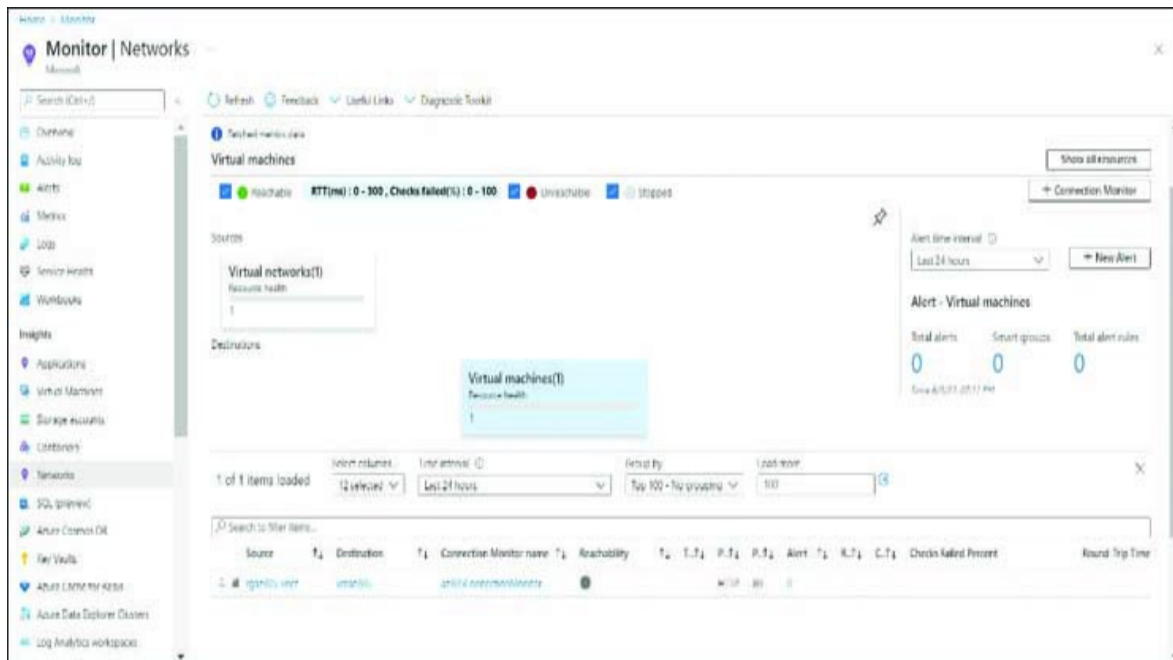 Home > Monitor
Monitor | Networks
Microsoft
Search (Ctrl+/)
Refresh Feedback Useful Links Diagnostic Toolkit
Overview
Activity log
Alerts
Metrics
Logs
Service Health
Workbooks
Insights
Applications
Virtual Machines
Storage accounts
Containers
Networks
SQL (preview)
Azure Cosmos DB
Key Vaults
Azure Cache for Redis
Azure Data Explorer Clusters
Log Analytics workspaces
Fetched metrics data
Virtual machines
Show all resources
Reachable RTT(ms) : 0 - 300 , Checks failed(%) : 0 - 100 Unreachable Stopped
+ Connection Monitor
Sources
Virtual networks(1)
Resource health
1
Destinations
Virtual machines(1)
Resource health
1
Alert time interval
Last 24 hours
+ New Alert
Alert - Virtual machines
Total alerts Smart groups Total alert rules
0 0 0
Since
1 of 1 items loaded
Select columns... Time interval Group by Load more
12 selected Last 24 hours Top 100 - No grouping 100
Search to filter items...
Source Destination Connection Monitor name Reachability T.. P.. P.. Alert R.. C.. Checks Failed Percent Round Trip Time
0